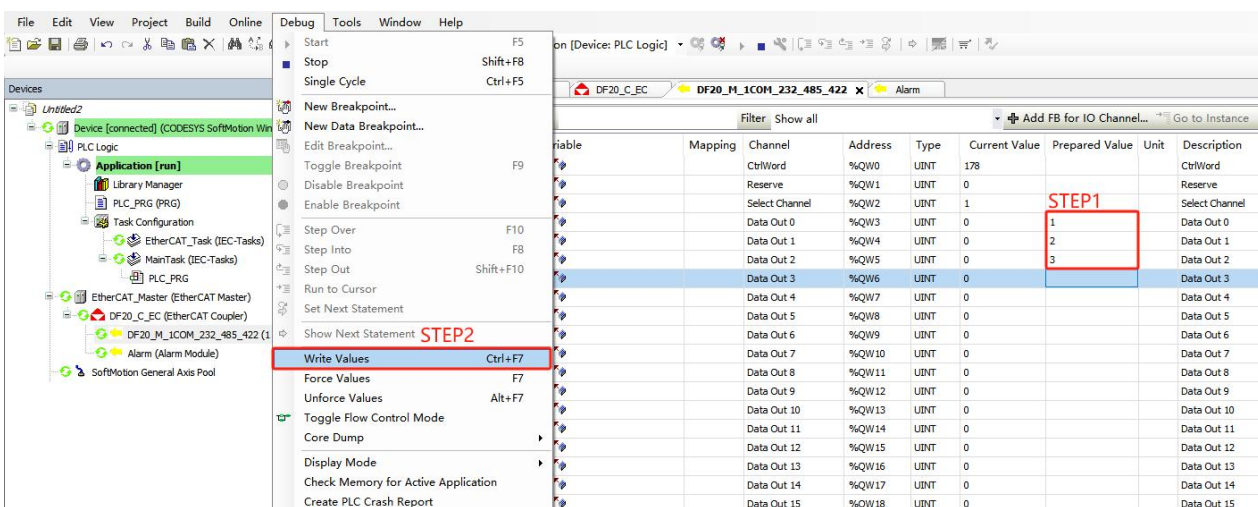 File Edit View Project Build Online Debug Tools Window Help
Start F5
on [Device: PLC Logic]
Stop Shift+F8
Single Cycle Ctrl+F5
New Breakpoint...
New Data Breakpoint...
Edit Breakpoint...
Toggle Breakpoint F9
Disable Breakpoint
Enable Breakpoint
Step Over F10
Step Into F8
Step Out Shift+F10
Run to Cursor
Set Next Statement
Show Next Statement STEP2
Write Values Ctrl+F7
Force Values F7
Unforce Values Alt+F7
Toggle Flow Control Mode
Core Dump
Display Mode
Check Memory for Active Application
Create PLC Crash Report
Devices
Untitled2
Device [connected] (CODESYS SoftMotion Win
PLC Logic
Application [run]
Library Manager
PLC_PRG (PRG)
Task Configuration
EtherCAT_Task (IEC-Tasks)
MainTask (IEC-Tasks)
PLC_PRG
EtherCAT_Master (EtherCAT Master)
DF20_C_EC (EtherCAT Coupler)
DF20_M_1COM_232_485_422 (1
Alarm (Alarm Module)
SoftMotion General Axis Pool
DF20_C_EC DF20_M_1COM_232_485_422 x Alarm
Filter Show all Add FB for IO Channel... Go to Instance
riable Mapping Channel Address Type Current Value Prepared Value Unit Description
CtrlWord %QW0 UINT 178 CtrlWord
Reserve %QW1 UINT 0 Reserve
Select Channel %QW2 UINT 1 STEP1 Select Channel
Data Out 0 %QW3 UINT 0 1 Data Out 0
Data Out 1 %QW4 UINT 0 2 Data Out 1
Data Out 2 %QW5 UINT 0 3 Data Out 2
Data Out 3 %QW6 UINT 0 Data Out 3
Data Out 4 %QW7 UINT 0 Data Out 4
Data Out 5 %QW8 UINT 0 Data Out 5
Data Out 6 %QW9 UINT 0 Data Out 6
Data Out 7 %QW10 UINT 0 Data Out 7
Data Out 8 %QW11 UINT 0 Data Out 8
Data Out 9 %QW12 UINT 0 Data Out 9
Data Out 10 %QW13 UINT 0 Data Out 10
Data Out 11 %QW14 UINT 0 Data Out 11
Data Out 12 %QW15 UINT 0 Data Out 12
Data Out 13 %QW16 UINT 0 Data Out 13
Data Out 14 %QW17 UINT 0 Data Out 14
Data Out 15 %QW18 UINT 0 Data Out 15